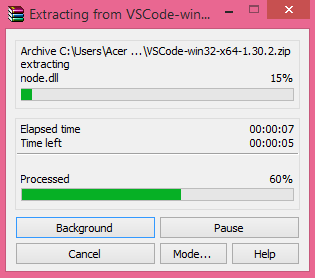 Extracting from VSCode-win...
Archive C:\Users\Acer ...\VSCode-win32-x64-1.30.2.zip
extracting
node.dll 15%
Elapsed time 00:00:07
Time left 00:00:05
Processed 60%
Background Pause
Cancel Mode... Help